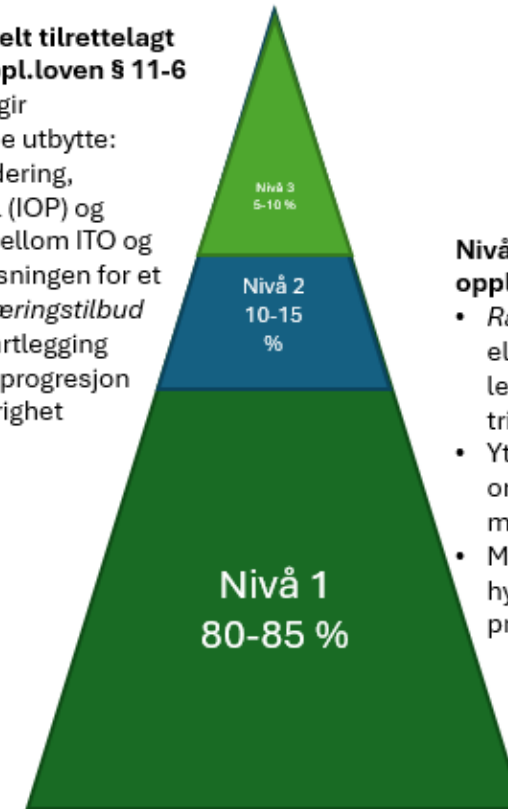 elt tilrettelagt
pl.loven § 11-6
gir
e utbytte:
dering,
(IOP) og
ellom ITO og
sningen for et
æringstilbud
artlegging
progresjon
righet
Nivå 3
5-10 %
Nivå 2
10-15
%
Nivå 1
80-85 %
Nivå
oppl
• Ra
el
le
tri
• Yt
or
m
• M
hy
pr